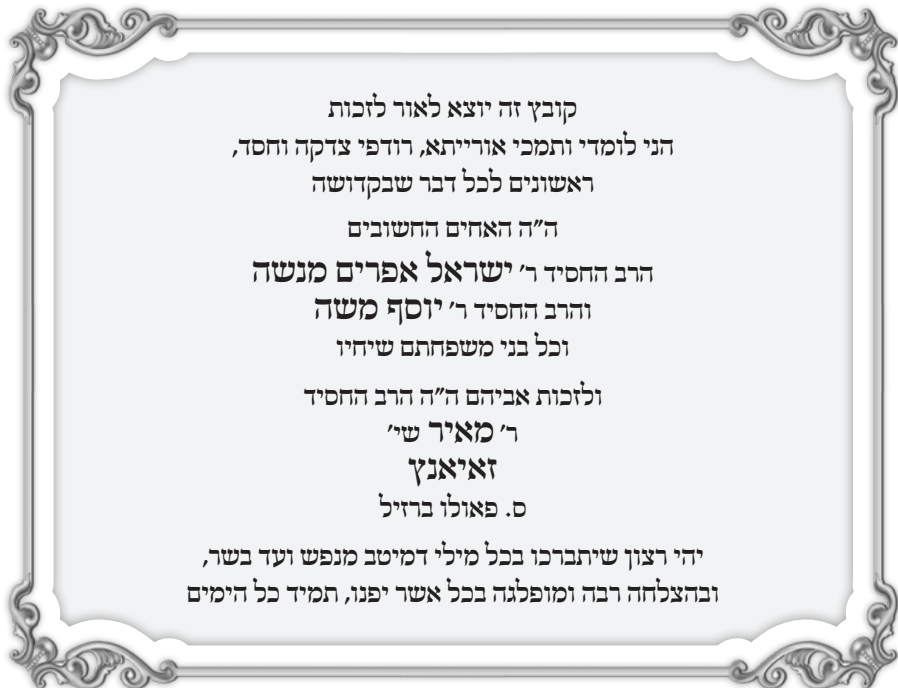 קובץ זה יוצא לאור לזכות
הני לומדי ותמכי אורייתא, רודפי צדקה וחסד,
ראשונים לכל דבר שבקדושה
ה״ה האחים החשובים
הרב החסיד ר׳ ישראל אפרים מנשה
והרב החסיד ר׳ יוסף משה
וכל בני משפחתם שיחיו
ולזכות אביהם ה״ה הרב החסיד
ר׳ מאיר שי׳
זאיאנץ
ס. פאולו ברזיל
יהי רצון שיתברכו בכל מילי דמיטב מנפש ועד בשר,
ובהצלחה רבה ומופלגה בכל אשר יפנו, תמיד כל הימים